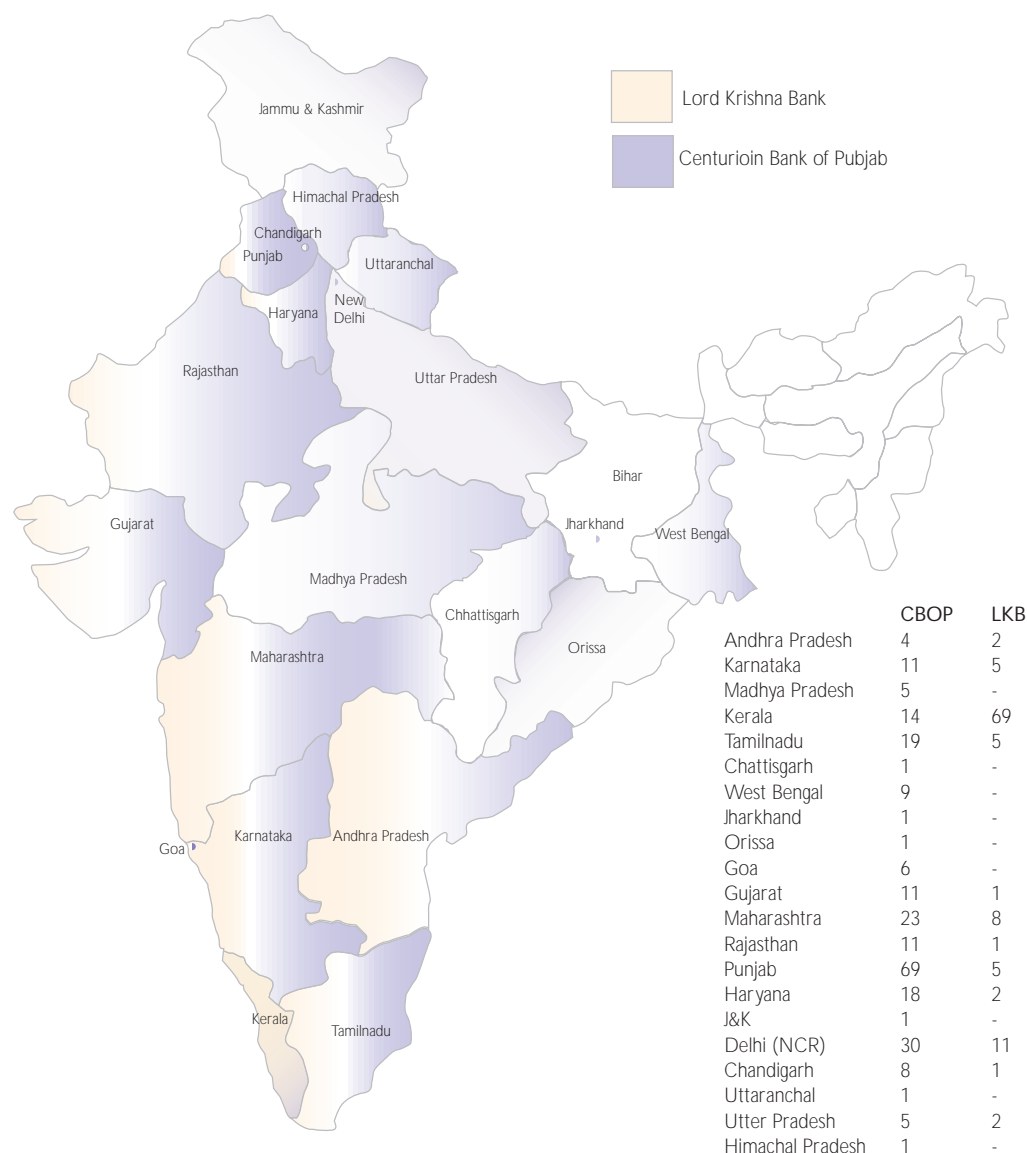 Lord Krishna Bank
Centurioin Bank of Pubjab
Jammu & Kashmir
Himachal Pradesh
Chandigarh
Punjab
Uttaranchal
Haryana
New
Delhi
Rajasthan
Uttar Pradesh
Bihar
Gujarat
Jharkhand
West Bengal
Madhya Pradesh
Chhattisgarh
Orissa
Maharashtra
Karnataka
Andhra Pradesh
Goa
Kerala
Tamilnadu
CBOP LKB
Andhra Pradesh 4 2
Karnataka 11 5
Madhya Pradesh 5 -
Kerala 14 69
Tamilnadu 19 5
Chattisgarh 1 -
West Bengal 9 -
Jharkhand 1 -
Orissa 1 -
Goa 6 -
Gujarat 11 1
Maharashtra 23 8
Rajasthan 11 1
Punjab 69 5
Haryana 18 2
J&K 1 -
Delhi (NCR) 30 11
Chandigarh 8 1
Uttaranchal 1 -
Utter Pradesh 5 2
Himachal Pradesh 1 -